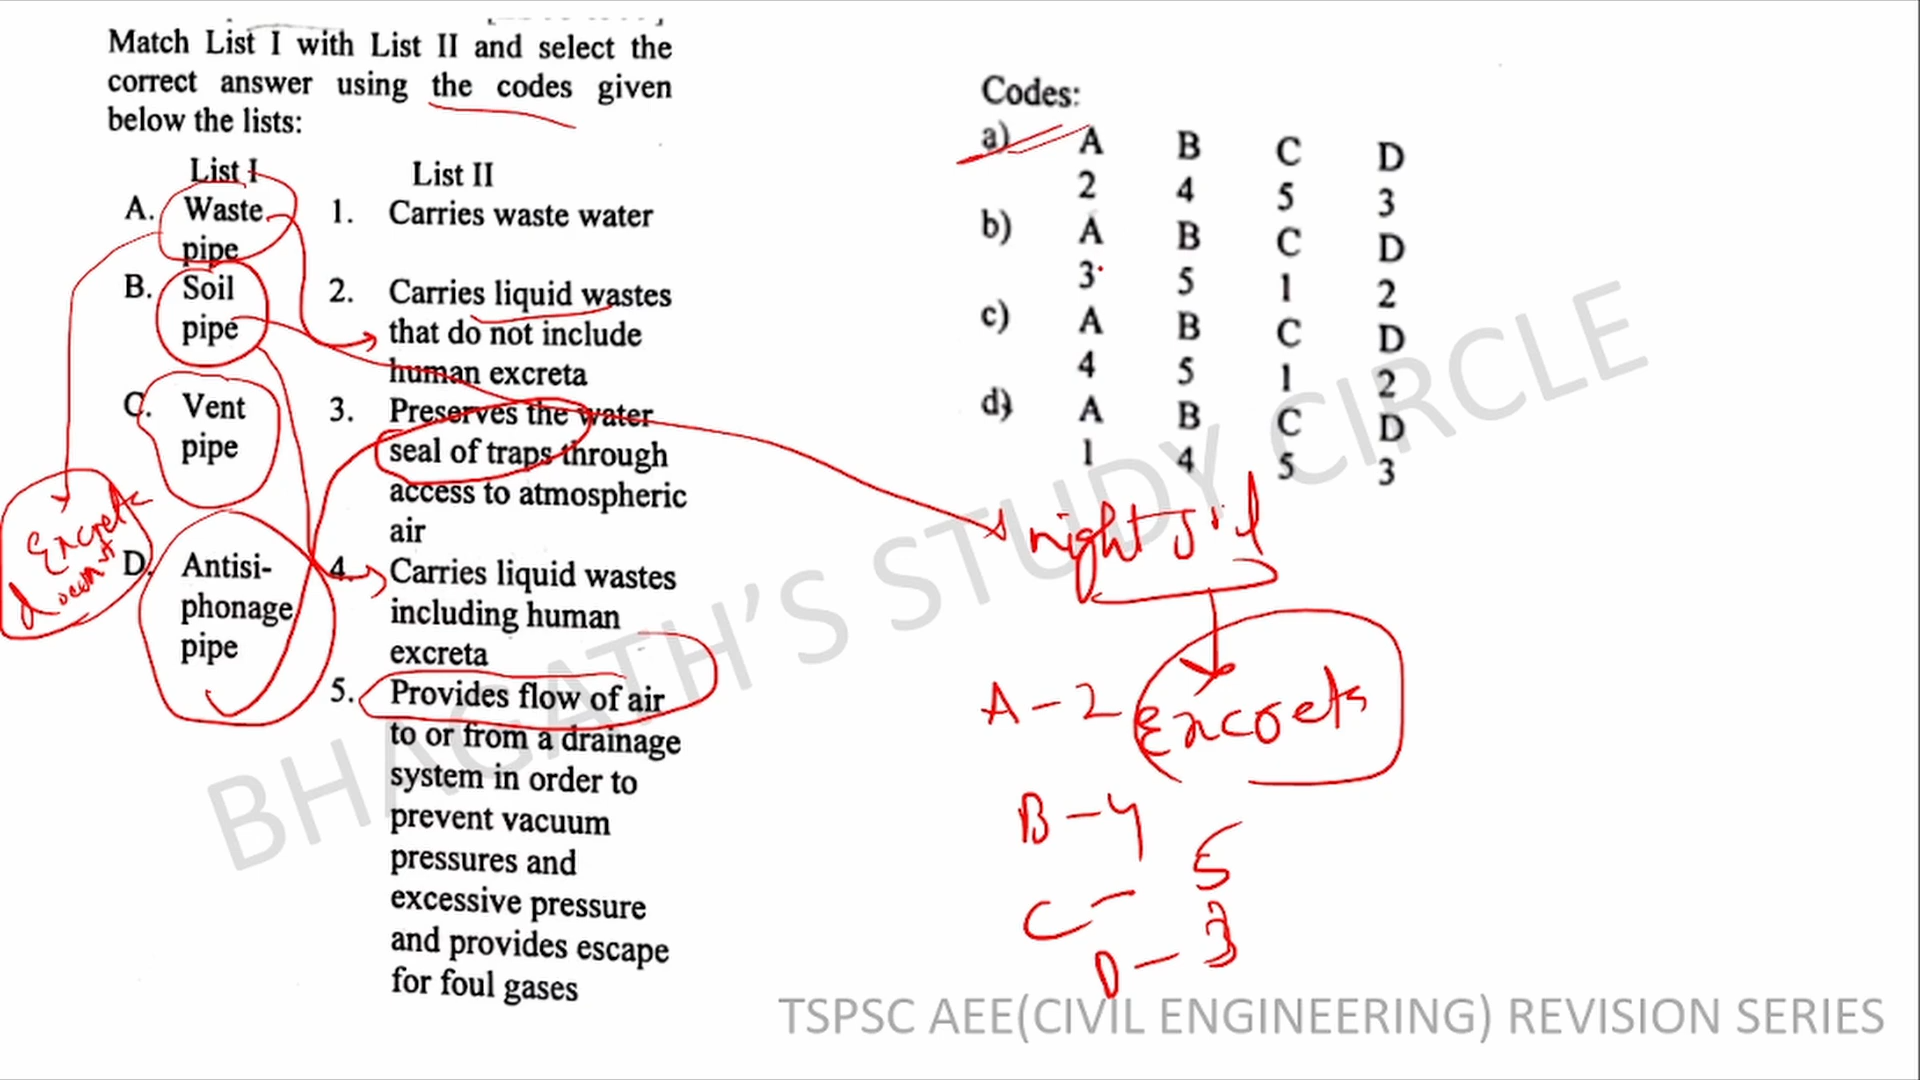 Match List I with List II and select the
correct answer using the codes given
below the lists:
List I List II
A. Waste pipe 1. Carries waste water
B. Soil pipe 2. Carries liquid wastes
that do not include
human excreta
C. Vent pipe 3. Preserves the water
seal of traps through
access to atmospheric
air
D. Antisi-
phonage
pipe
4. Carries liquid wastes
including human
excreta
5. Provides flow of air
to or from a drainage
system in order to
prevent vacuum
pressures and
excessive pressure
and provides escape
for foul gases
Codes:
a) A B C D
2 4 5 3
b) A B C D
3 5 1 2
c) A B C D
4 5 1 2
d) A B C D
1 4 5 3
night soil
A - 2
B - 4
C - 5
D - 3
BHAGATH'S STUDY CIRCLE
TSPSC AEE(CIVIL ENGINEERING) REVISION SERIES